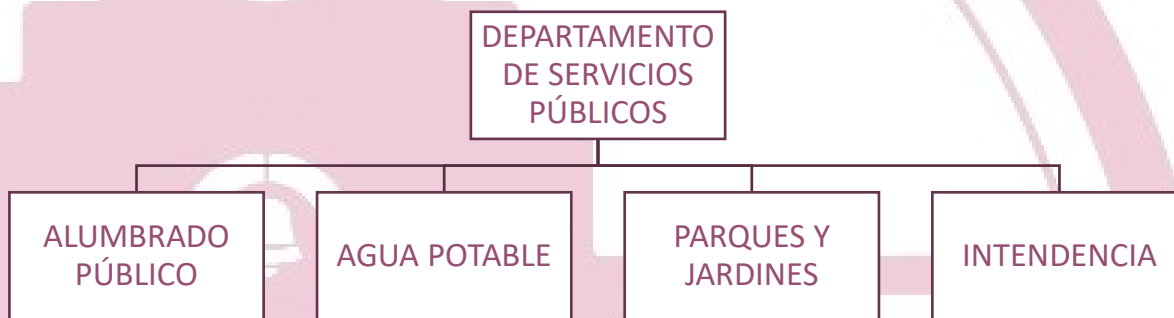 DEPARTAMENTO
DE SERVICIOS
PÚBLICOS
ALUMBRADO
PÚBLICO
AGUA POTABLE
PARQUES Y
JARDINES
INTENDENCIA